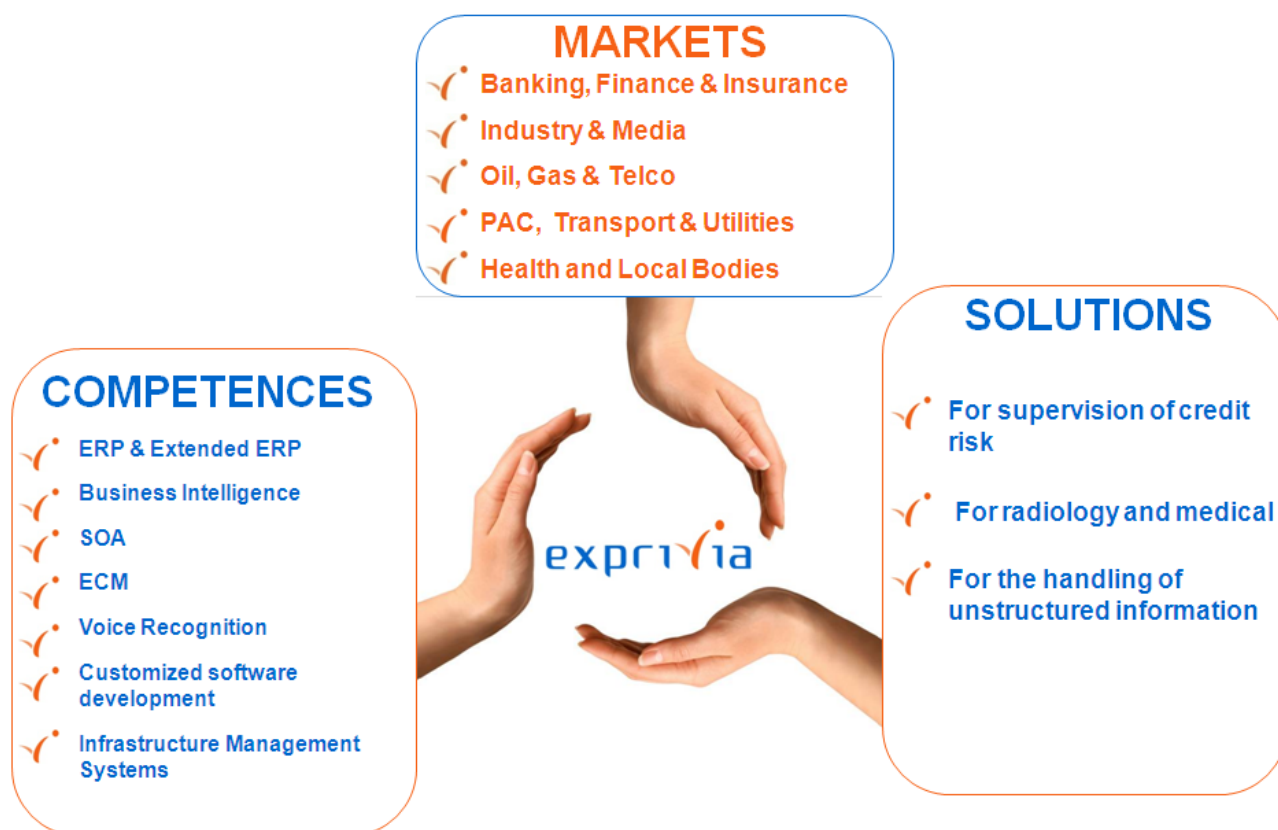 MARKETS
Banking, Finance & Insurance
Industry & Media
Oil, Gas & Telco
PAC, Transport & Utilities
Health and Local Bodies
SOLUTIONS
For supervision of credit
risk
For radiology and medical
For the handling of
unstructured information
COMPETENCES
ERP & Extended ERP
Business Intelligence
SOA
ECM
Voice Recognition
Customized software
development
Infrastructure Management
Systems
exprivia